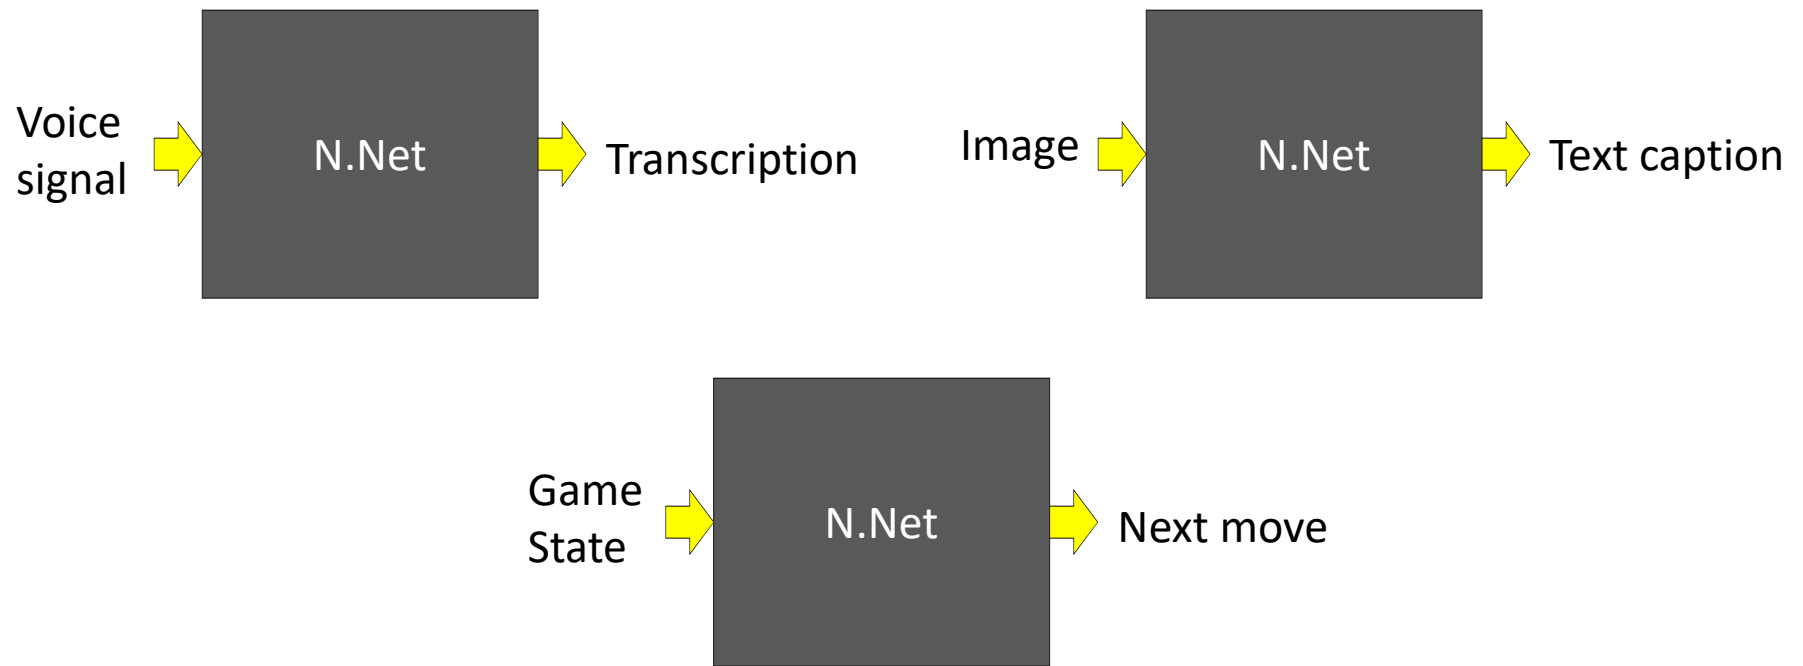 Voice
signal
N.Net
Transcription
Image
N.Net
Text caption
Game
State
N.Net
Next move